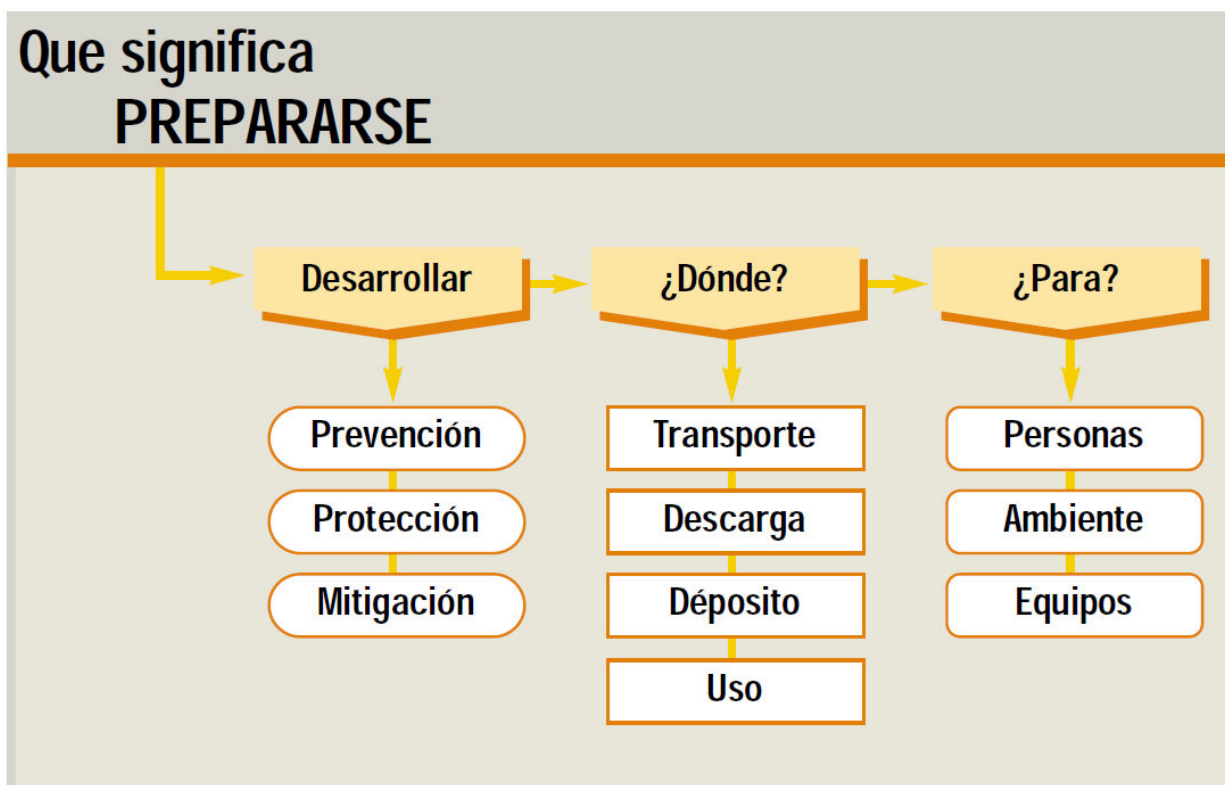 Que significa
PREPARARSE
Desarrollar
¿Dónde?
¿Para?
Prevención
Protección
Mitigación
Transporte
Descarga
Déposito
Uso
Personas
Ambiente
Equipos